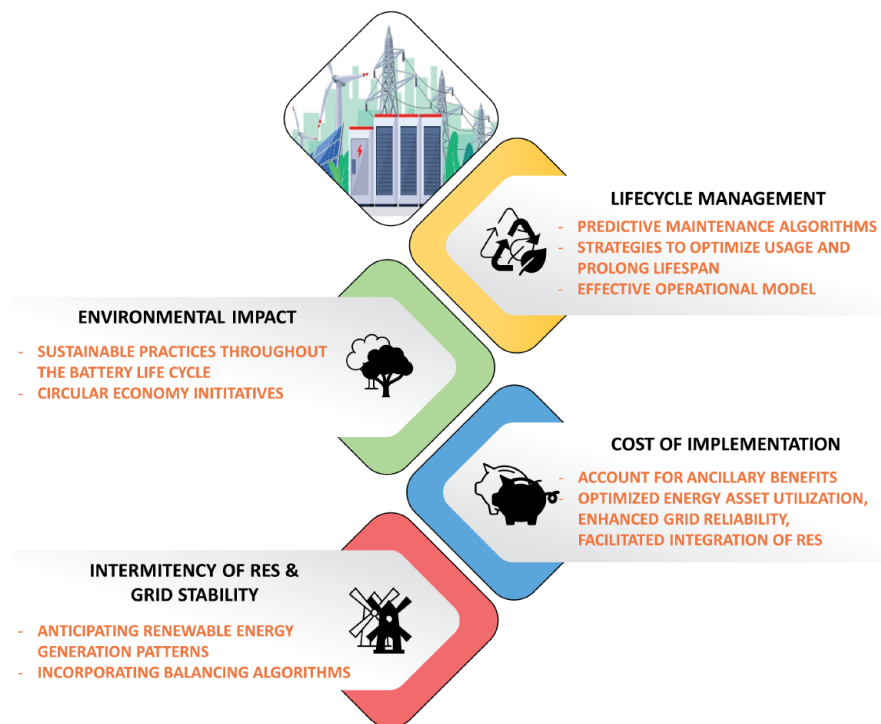 LIFECYCLE MANAGEMENT
- PREDICTIVE MAINTENANCE ALGORITHMS
- STRATEGIES TO OPTIMIZE USAGE AND
PROLONG LIFESPAN
- EFFECTIVE OPERATIONAL MODEL
ENVIRONMENTAL IMPACT
- SUSTAINABLE PRACTICES THROUGHOUT
THE BATTERY LIFE CYCLE
- CIRCULAR ECONOMY INITITATIVES
COST OF IMPLEMENTATION
- ACCOUNT FOR ANCILLARY BENEFITS
- OPTIMIZED ENERGY ASSET UTILIZATION,
ENHANCED GRID RELIABILITY,
FACILITATED INTEGRATION OF RES
INTERMITENCY OF RES &
GRID STABILITY
- ANTICIPATING RENEWABLE ENERGY
GENERATION PATTERNS
- INCORPORATING BALANCING ALGORITHMS